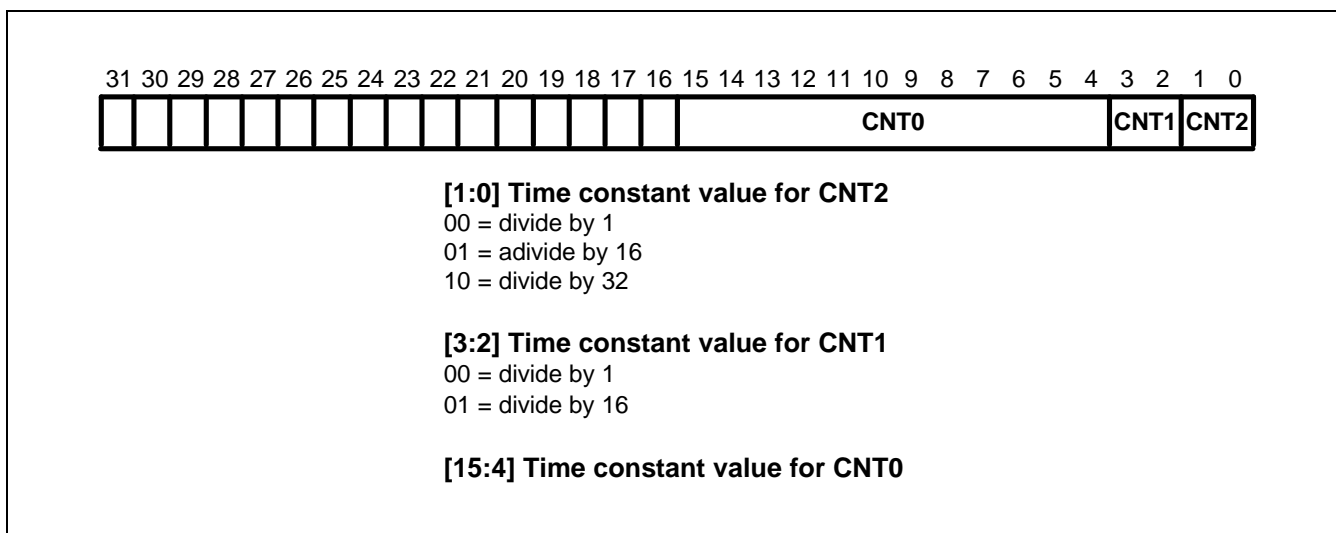 31 30 29 28 27 26 25 24 23 22 21 20 19 18 17 16 15 14 13 12 11 10 9 8 7 6 5 4 3 2 1 0
CNT0 CNT1 CNT2
[1:0] Time constant value for CNT2
00 = divide by 1
01 = adivide by 16
10 = divide by 32
[3:2] Time constant value for CNT1
00 = divide by 1
01 = divide by 16
[15:4] Time constant value for CNT0